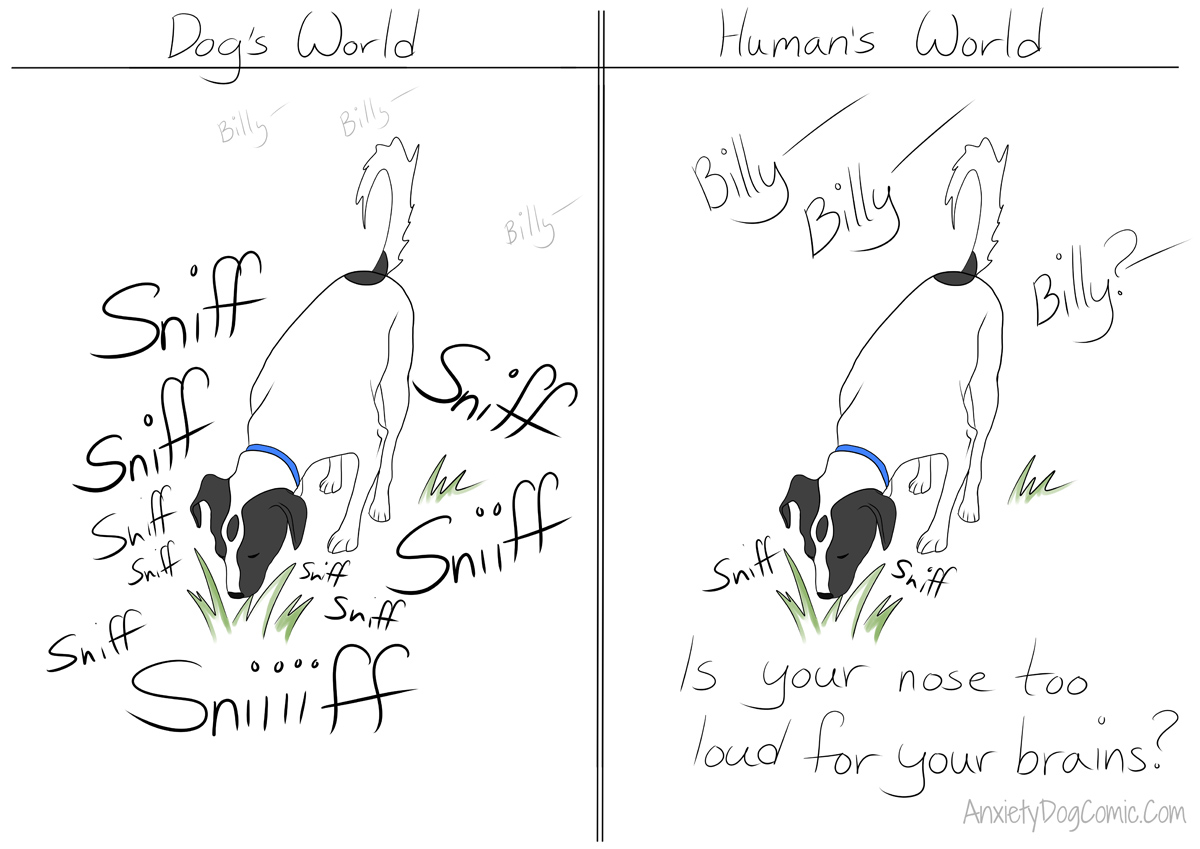 Dog's World
Billy
Billy
Billy
Sniff
Sniff
Sniff
Sniff
Sniff
Sniiff
Sniff
Sniff
Sniff
Sniiiiff
Human's World
Billy
Billy
Billy?
Sniff
Sniff
Is your nose too
loud for your brains?
AnxietyDogComic.Com